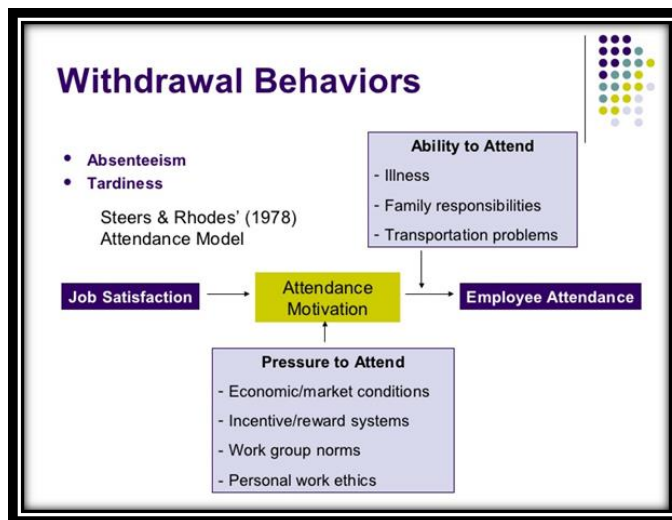 Withdrawal Behaviors
• Absenteeism
• Tardiness
Steers & Rhodes' (1978)
Attendance Model
Ability to Attend
- Illness
- Family responsibilities
- Transportation problems
Job Satisfaction
Attendance
Motivation
Employee Attendance
Pressure to Attend
- Economic/market conditions
- Incentive/reward systems
- Work group norms
- Personal work ethics